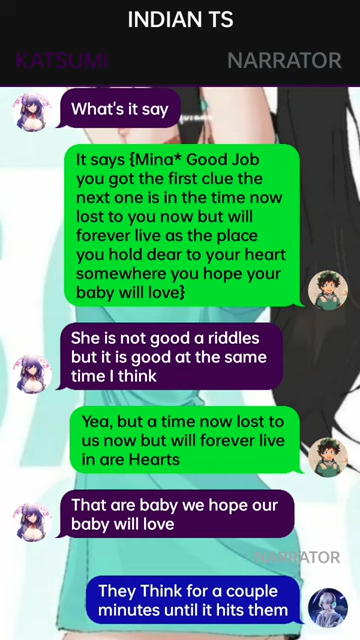 INDIAN TS
KATSUMI
NARRATOR
What's it say
It says {Mina* Good Job
you got the first clue the
next one is in the time now
lost to you now but will
forever live as the place
you hold dear to your heart
somewhere you hope your
baby will love}
She is not good a riddles
but it is good at the same
time I think
Yea, but a time now lost to
us now but will forever live
in are Hearts
That are baby we hope our
baby will love
NARRATOR
They Think for a couple
minutes until it hits them